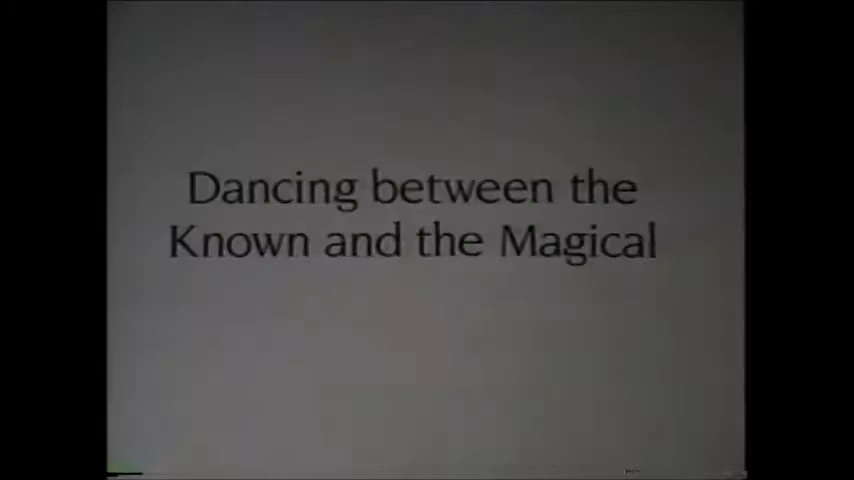 Dancing between the
Known and the Magical